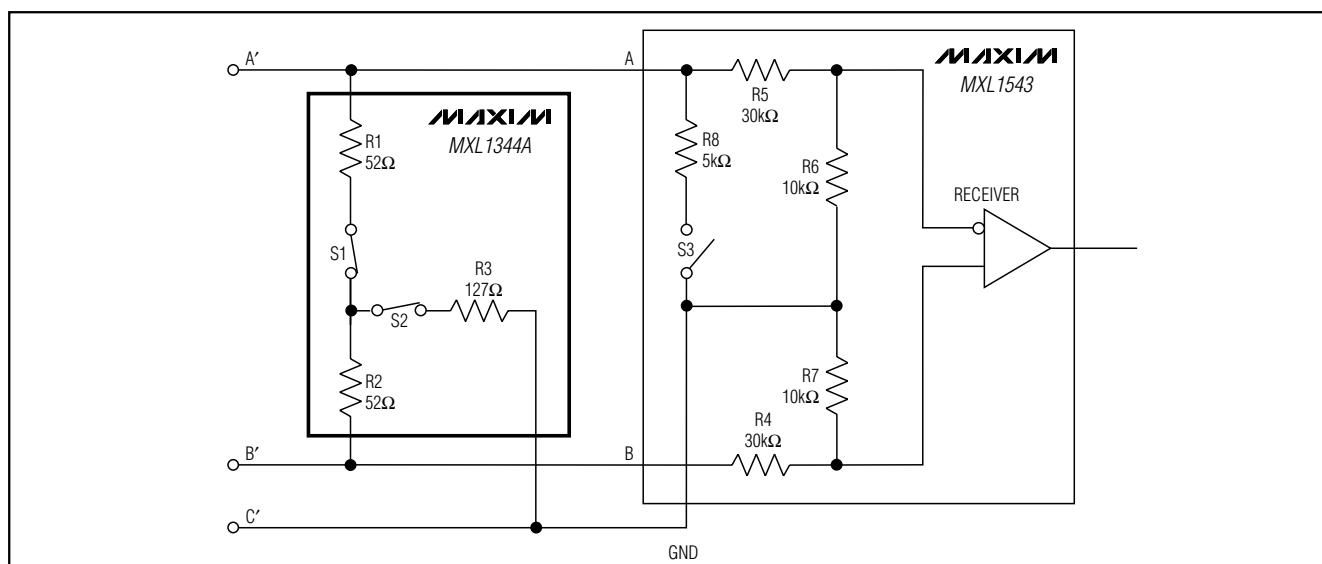 A′
A
MAXIM
MXL1543
MAXIM
MXL1344A
R1
52Ω
S1
S2
R3
127Ω
R2
52Ω
R5
30kΩ
R8
5kΩ
R6
10kΩ
S3
RECEIVER
R7
10kΩ
R4
30kΩ
B′
B
C′
GND